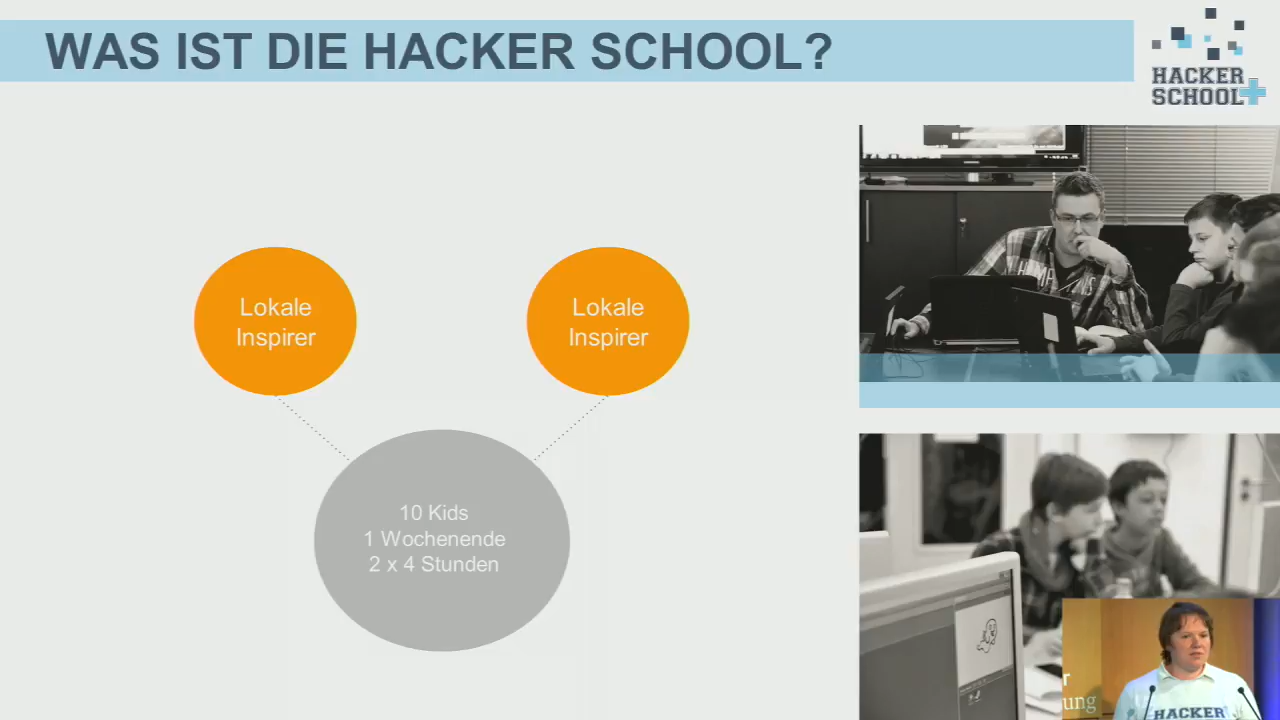 WAS IST DIE HACKER SCHOOL?
HACKER
SCHOOL
Lokale
Inspirer
Lokale
Inspirer
10 Kids
1 Wochenende
2 x 4 Stunden
ung
HACKER